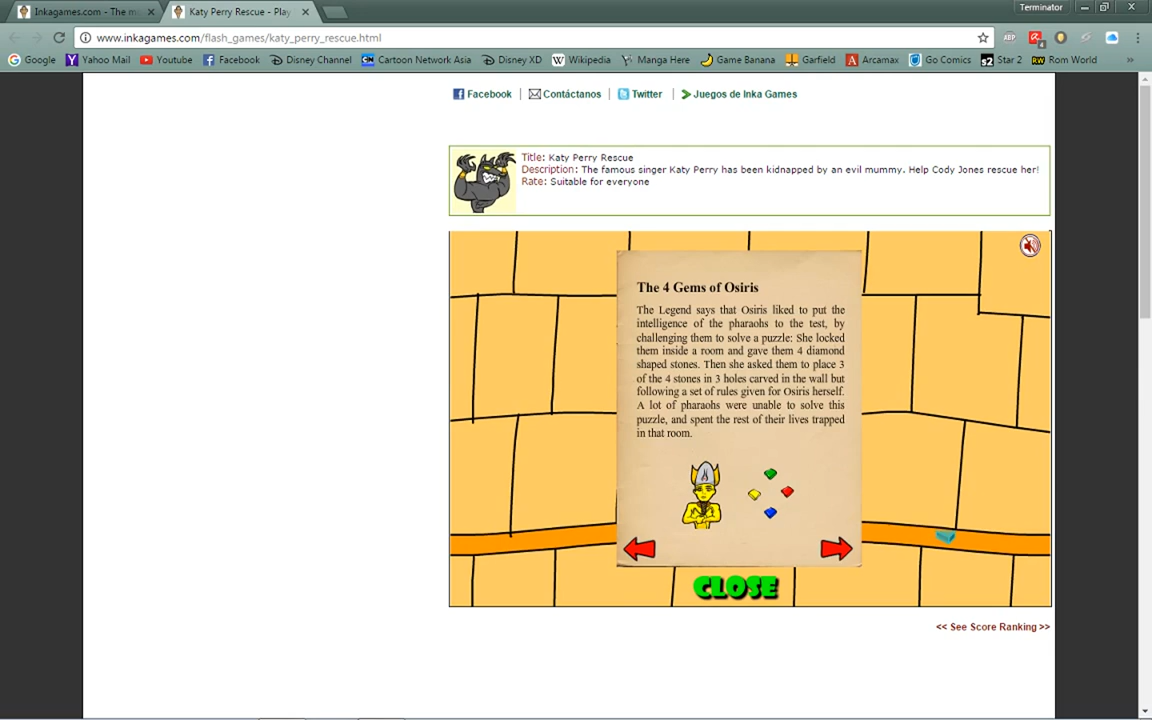 Inkagames.com - The m
Katy Perry Rescue - Play
Terminator
www.inkagames.com/flash_games/katy_perry_rescue.html
ABP
4
Google
Yahoo Mail
Youtube
Facebook
Disney Channel
Cartoon Network Asia
Disney XD
Wikipedia
Manga Here
Game Banana
Garfield
Arcamax
Go Comics
Star 2
Rom World
Facebook | Contáctanos | Twitter | Juegos de Inka Games
Title: Katy Perry Rescue
Description: The famous singer Katy Perry has been kidnapped by an evil mummy. Help Cody Jones rescue her!
Rate: Suitable for everyone
The 4 Gems of Osiris
The Legend says that Osiris liked to put the
intelligence of the pharaohs to the test, by
challenging them to solve a puzzle: She locked
them inside a room and gave them 4 diamond
shaped stones. Then she asked them to place 3
of the 4 stones in 3 holes carved in the wall but
following a set of rules given for Osiris herself.
A lot of pharaohs were unable to solve this
puzzle, and spent the rest of their lives trapped
in that room.
CLOSE
<< See Score Ranking >>